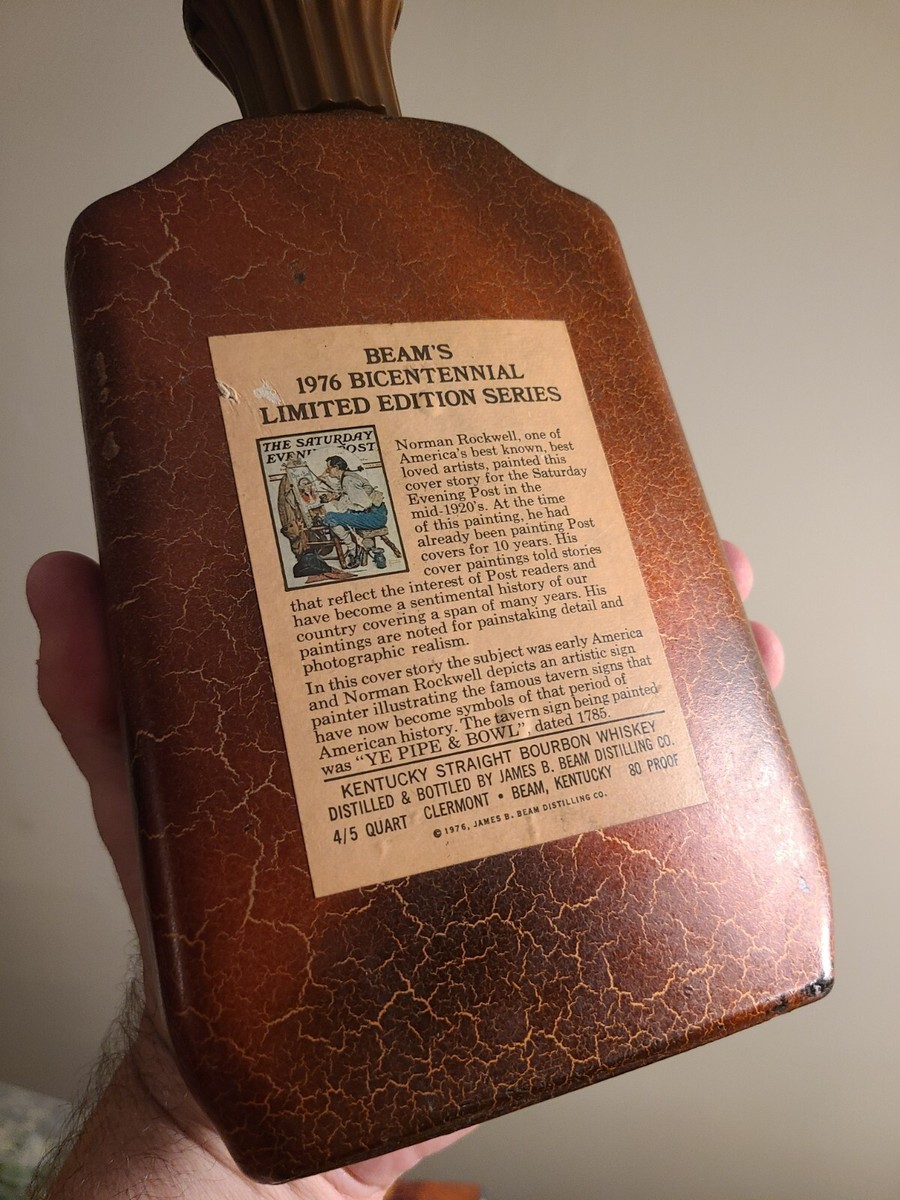 BEAM'S
1976 BICENTENNIAL
LIMITED EDITION SERIES
THE SATURDAY
EVENING POST
Norman Rockwell, one of
America's best known, best
loved artists, painted this
cover story for the Saturday
Evening Post in the
mid-1920's. At the time
of this painting, he had
already been painting Post
covers for 10 years. His
cover paintings told stories
that reflect the interest of Post readers and
have become a sentimental history of our
country covering a span of many years. His
paintings are noted for painstaking detail and
photographic realism.
In this cover story the subject was early America
and Norman Rockwell depicts an artistic sign
painter illustrating the famous tavern signs that
have now become symbols of that period of
American history. The tavern sign being painted
was "YE PIPE & BOWL", dated 1785.
KENTUCKY STRAIGHT BOURBON WHISKEY
DISTILLED & BOTTLED BY JAMES B. BEAM DISTILLING CO.
4/5 QUART CLERMONT • BEAM, KENTUCKY 80 PROOF
© 1976, JAMES B. BEAM DISTILLING CO.